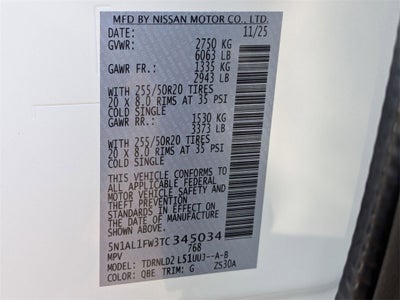 MFD BY NISSAN MOTOR CO., LTD.
DATE: 11/25
GVWR: 2750 KG
6063 LB
GAWR FR.: 1335 KG
2943 LB
WITH 255/50R20 TIRES
20 X 8.0 RIMS AT 35 PSI
COLD SINGLE
GAWR RR.: 1530 KG
3373 LB
WITH 255/50R20 TIRES
20 X 8.0 RIMS AT 35 PSI
COLD SINGLE
THIS VEHICLE CONFORMS TO
ALL APPLICABLE FEDERAL
MOTOR VEHICLE SAFETY AND
THEFT PREVENTION
STANDARDS IN EFFECT ON
THE DATE OF MANUFACTURE
SHOWN ABOVE.
5N1AL1FW3TC345034
MPV 768
MODEL: TDRNLD2 L51UUJ--A-B
COLOR: QBE TRIM: G ZS30A